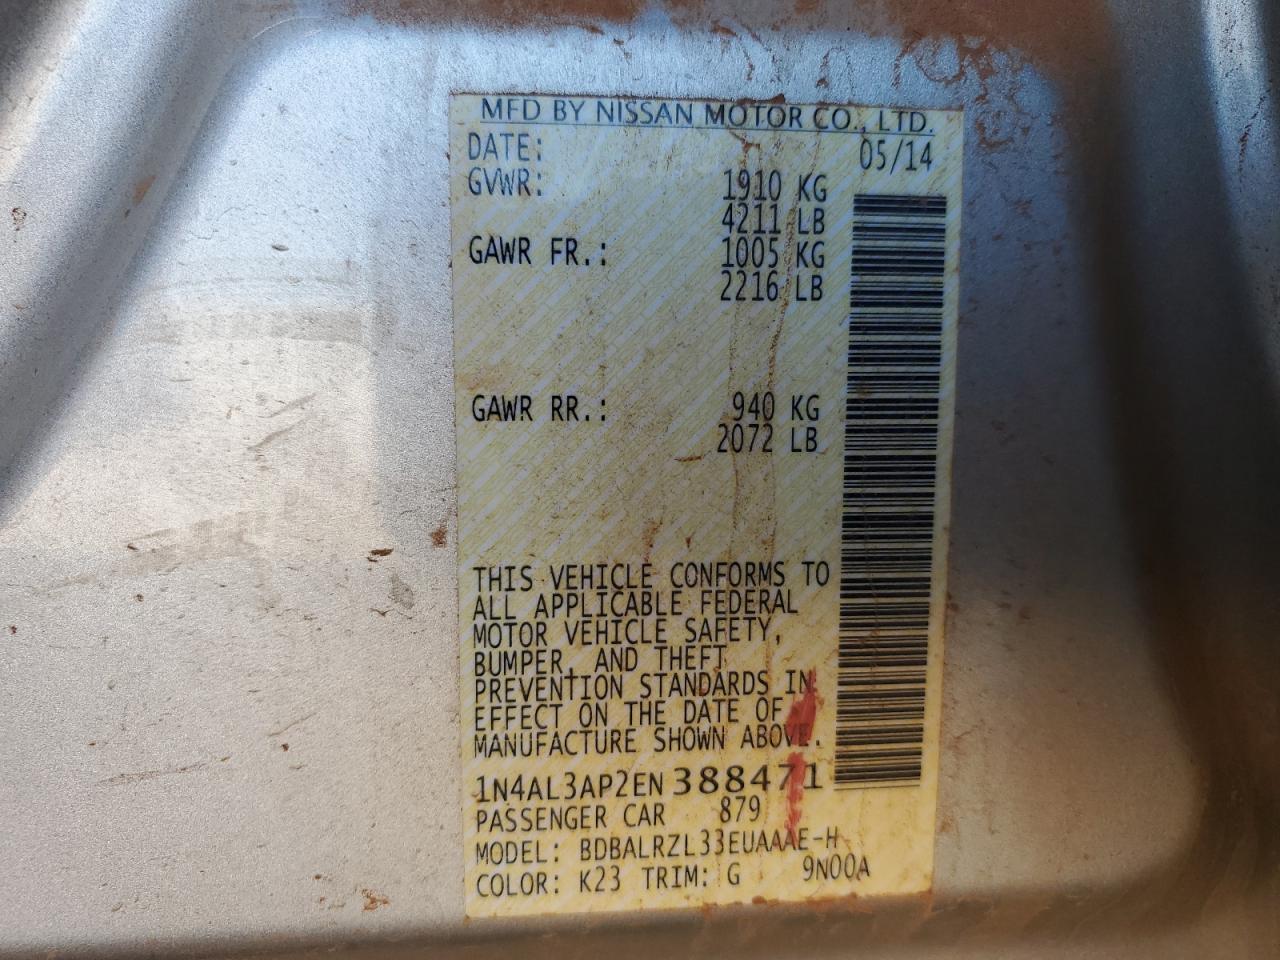 MFD BY NISSAN MOTOR CO., LTD.
DATE: 05/14
GVWR: 1910 KG
4211 LB
GAWR FR.: 1005 KG
2216 LB
GAWR RR.: 940 KG
2072 LB
THIS VEHICLE CONFORMS TO
ALL APPLICABLE FEDERAL
MOTOR VEHICLE SAFETY,
BUMPER, AND THEFT
PREVENTION STANDARDS IN
EFFECT ON THE DATE OF
MANUFACTURE SHOWN ABOVE.
1N4AL3AP2EN388471
PASSENGER CAR 879
MODEL: BDBALRZL33EUAAAE-H
COLOR: K23 TRIM: G 9N00A